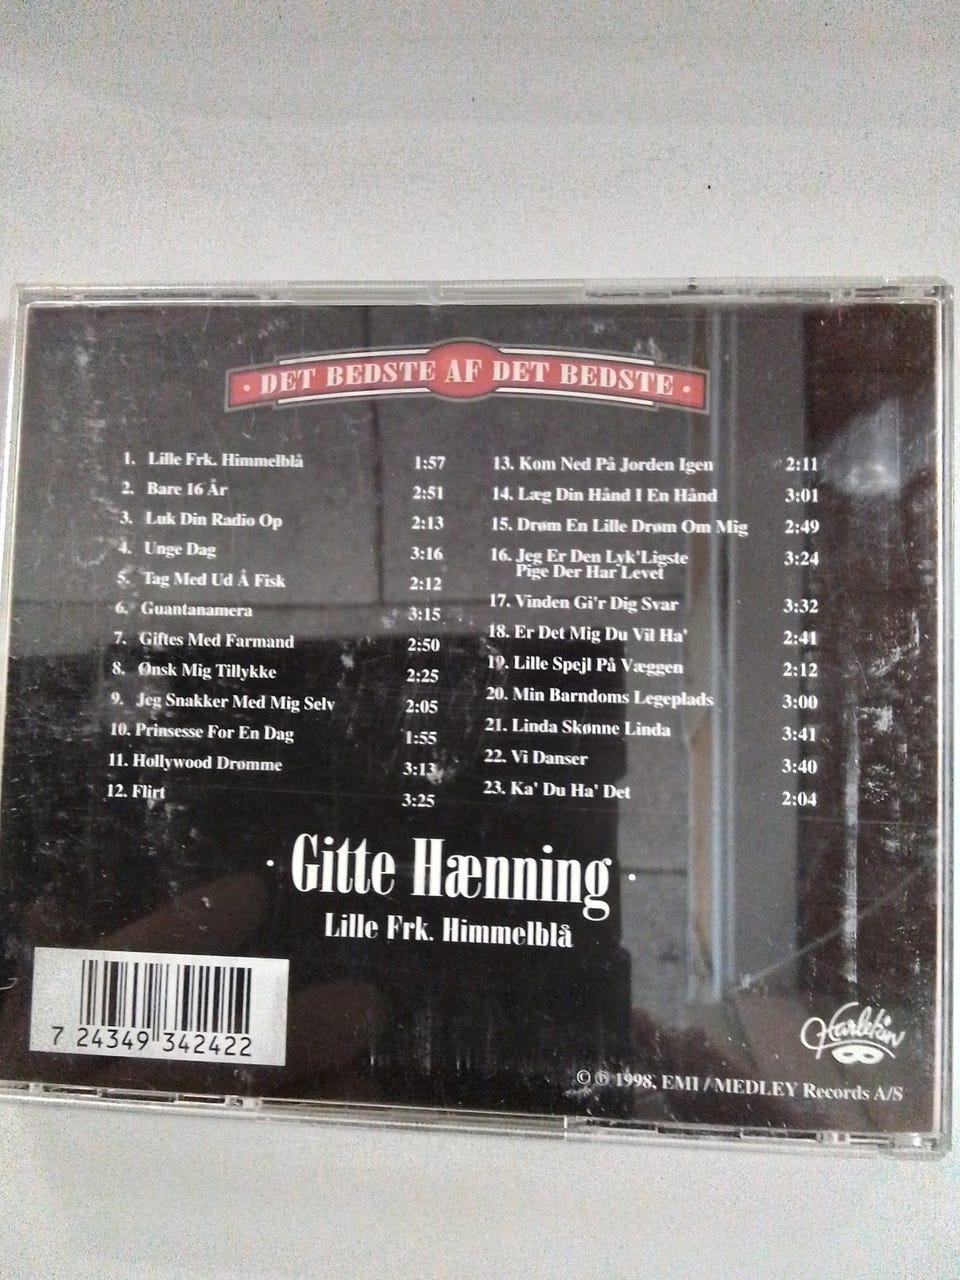 DET BEDSTE AF DET BEDSTE
1. Lille Frk. Himmelblå 1:57
2. Bare 16 År 2:51
3. Luk Din Radio Op 2:13
4. Unge Dag 3:16
5. Tag Med Ud Å Fisk 2:12
6. Guantanamera 3:15
7. Giftes Med Farmand 2:50
8. Ønsk Mig Tillykke 2:25
9. Jeg Snakker Med Mig Selv 2:05
10. Prinsesse For En Dag 1:55
11. Hollywood Drømme 3:13
12. Flirt 3:25
13. Kom Ned På Jorden Igen 2:11
14. Læg Din Hånd I En Hånd 3:01
15. Drøm En Lille Drøm Om Mig 2:49
16. Jeg Er Den Lyk'Ligste 3:24
Pige Der Har Levet
17. Vinden Gi'r Dig Svar 3:32
18. Er Det Mig Du Vil Ha' 2:41
19. Lille Spejl På Væggen 2:12
20. Min Barndoms Legeplads 3:00
21. Linda Skønne Linda 3:41
22. Vi Danser 3:40
23. Ka' Du Ha' Det 2:04
· Gitte Hænning ·
Lille Frk. Himmelblå
7 24349 342422
Harlekin
© ℗ 1998, EMI / MEDLEY Records A/S